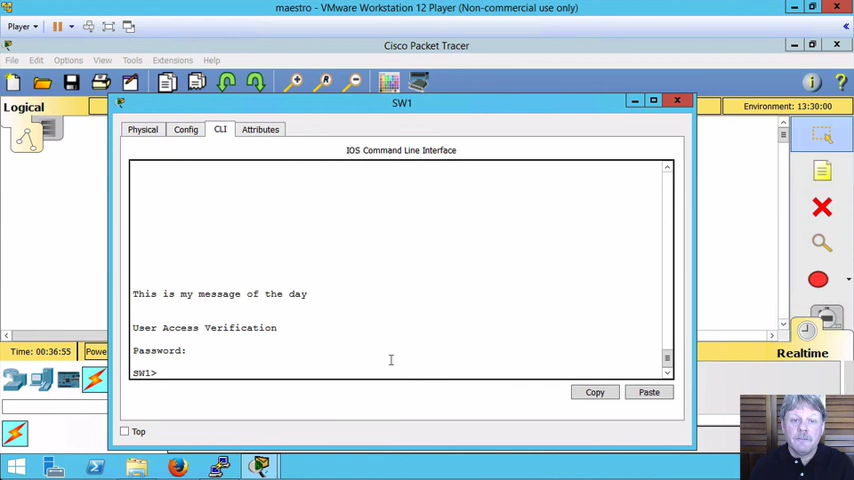 maestro - VMware Workstation 12 Player (Non-commercial use only)
Player
Cisco Packet Tracer
File Edit Options View Tools Extensions Help
Logical
Environment: 13:30:00
SW1
Physical Config CLI Attributes
IOS Command Line Interface
This is my message of the day
User Access Verification
Password:
SW1>
Copy Paste
Top
Time: 00:36:55 Powe
Realtime